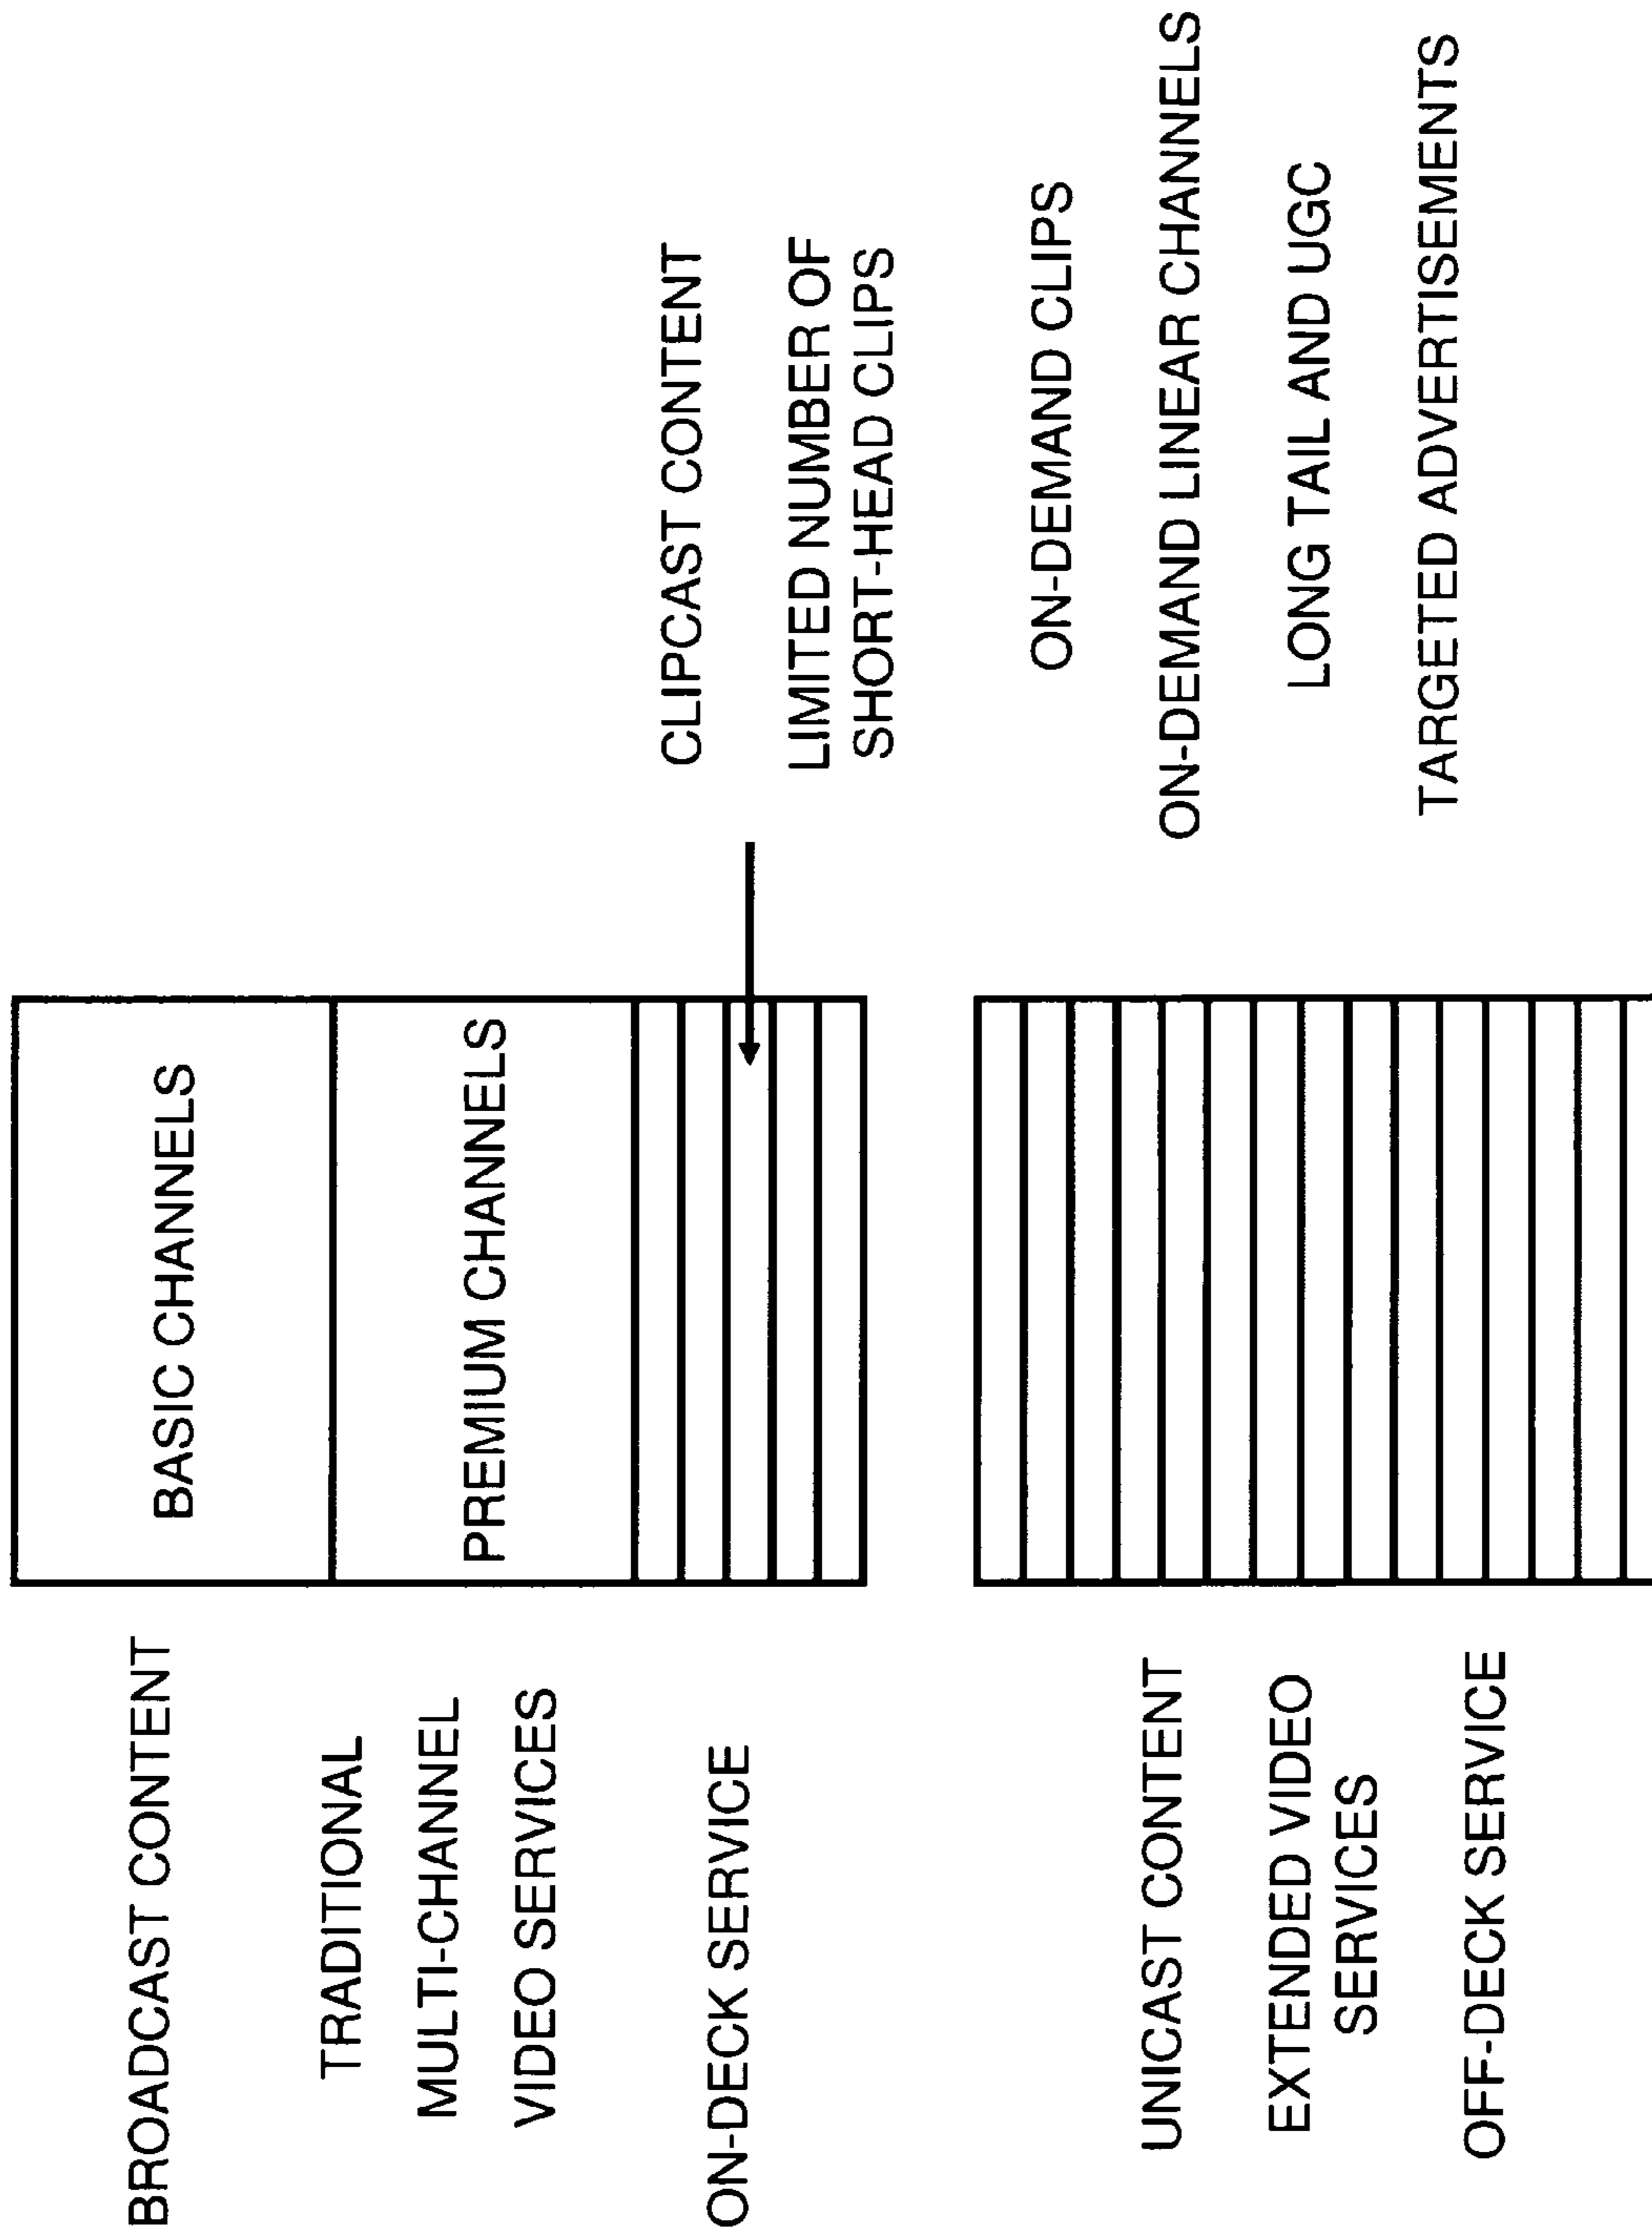 BROADCAST CONTENT
TRADITIONAL
MULTI-CHANNEL
VIDEO SERVICES
ON-DECK SERVICE
BASIC CHANNELS
PREMIUM CHANNELS
CLIPCAST CONTENT
LIMITED NUMBER OF
SHORT-HEAD CLIPS
UNICAST CONTENT
EXTENDED VIDEO
SERVICES
OFF-DECK SERVICE
ON-DEMAND CLIPS
ON-DEMAND LINEAR CHANNELS
LONG TAIL AND UGC
TARGETED ADVERTISEMENTS